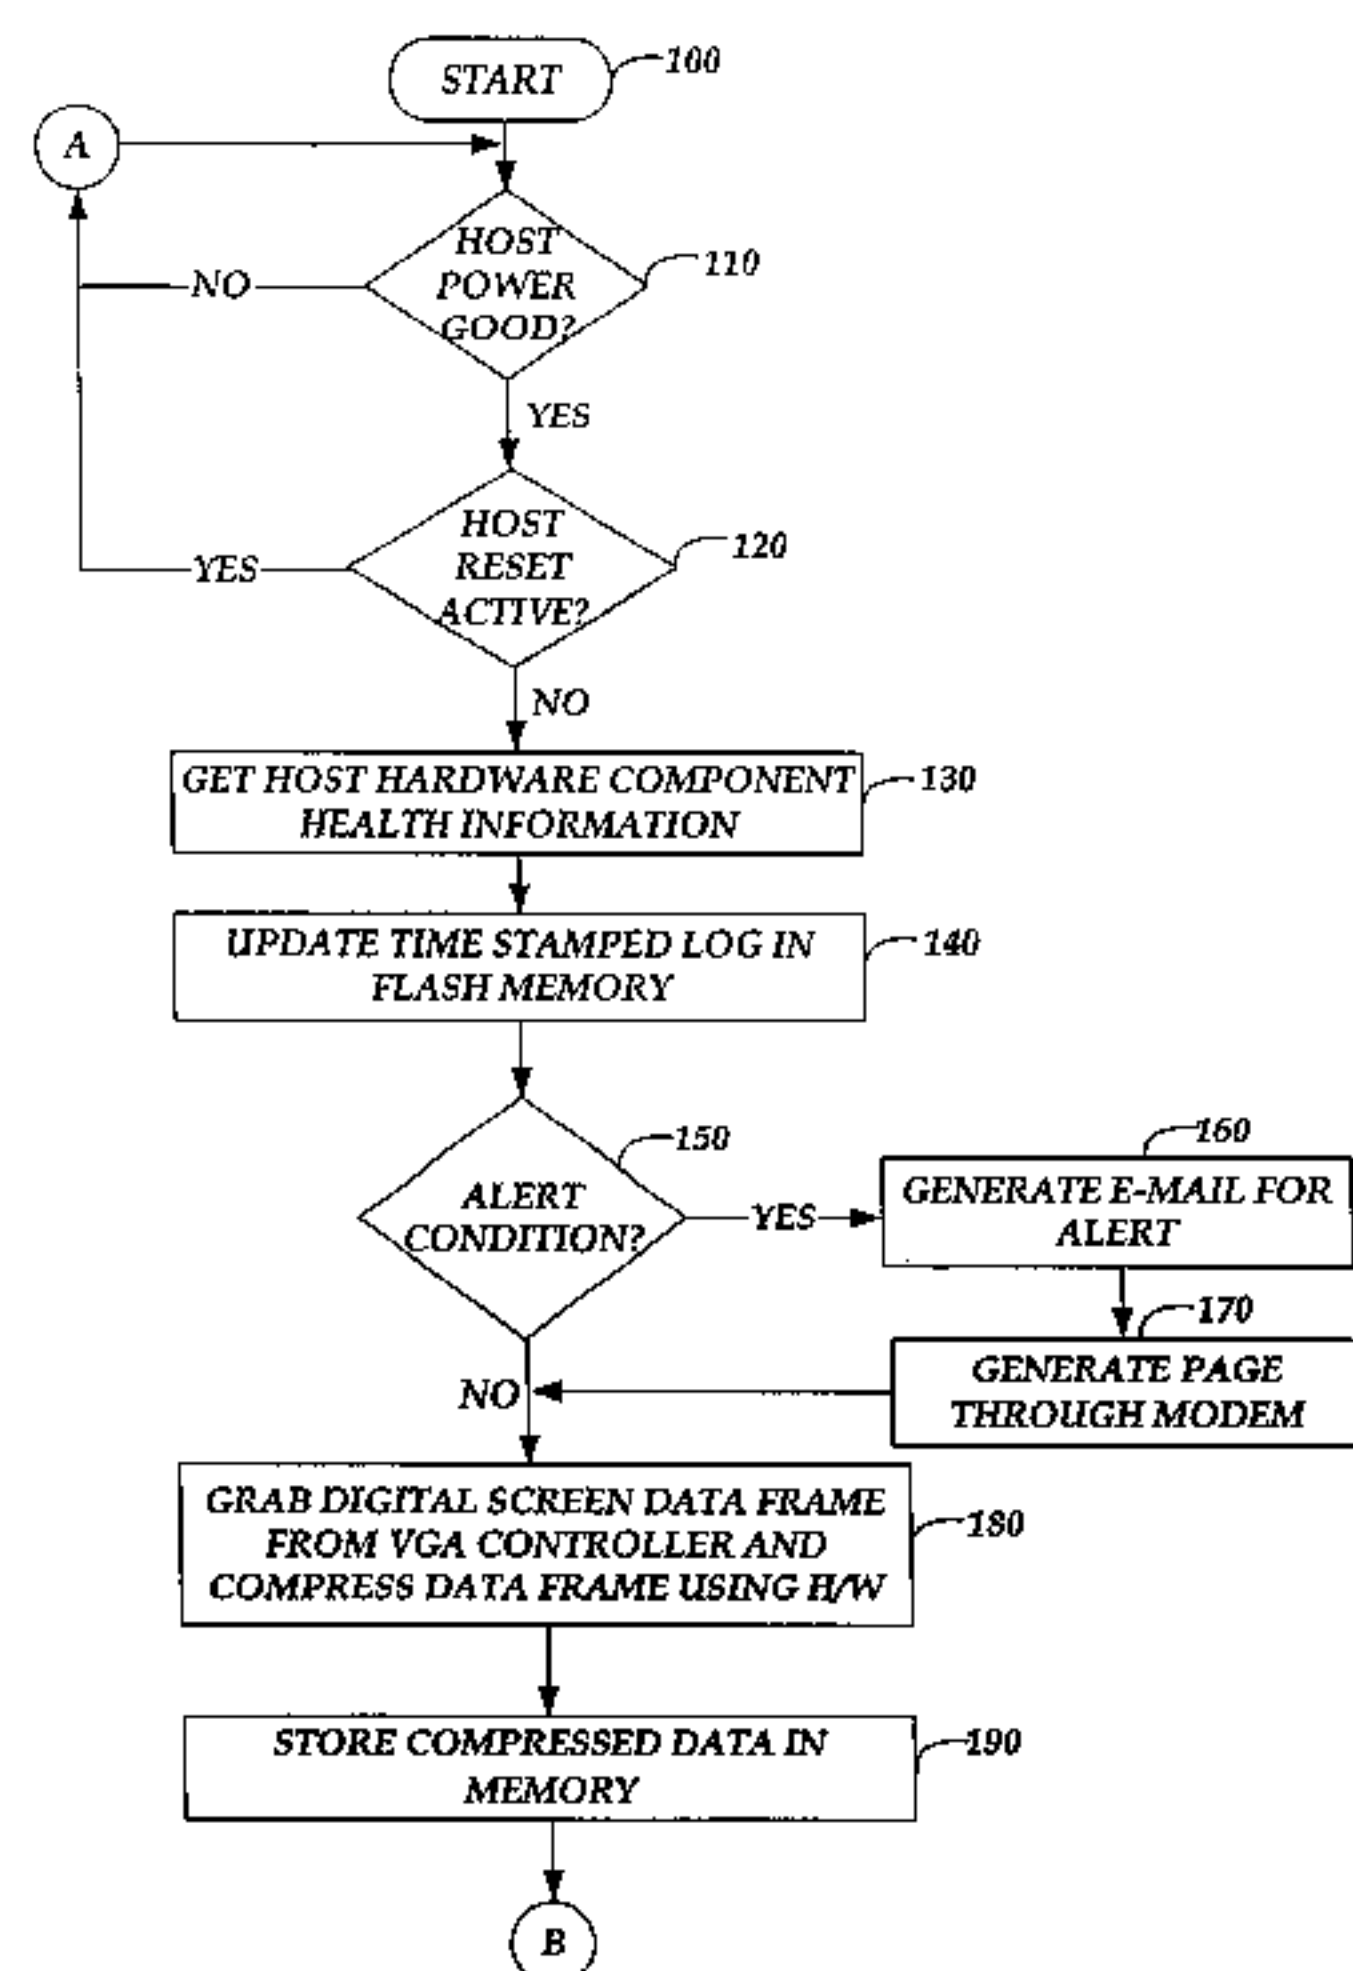 START
100
A
HOST
POWER
GOOD?
110
NO
YES
HOST
RESET
ACTIVE?
120
YES
NO
GET HOST HARDWARE COMPONENT
HEALTH INFORMATION
130
UPDATE TIME STAMPED LOG IN
FLASH MEMORY
140
ALERT
CONDITION?
150
YES
160
GENERATE E-MAIL FOR
ALERT
170
GENERATE PAGE
THROUGH MODEM
NO
GRAB DIGITAL SCREEN DATA FRAME
FROM VGA CONTROLLER AND
COMPRESS DATA FRAME USING H/W
180
STORE COMPRESSED DATA IN
MEMORY
190
B